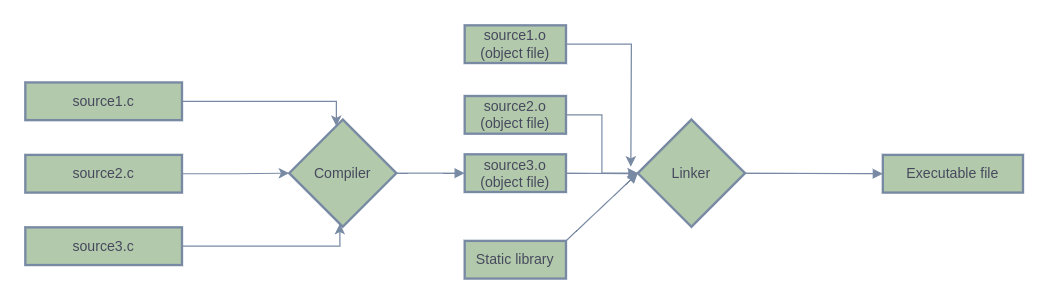 source1.c
source2.c
source3.c
Compiler
source1.o
(object file)
source2.o
(object file)
source3.o
(object file)
Static library
Linker
Executable file